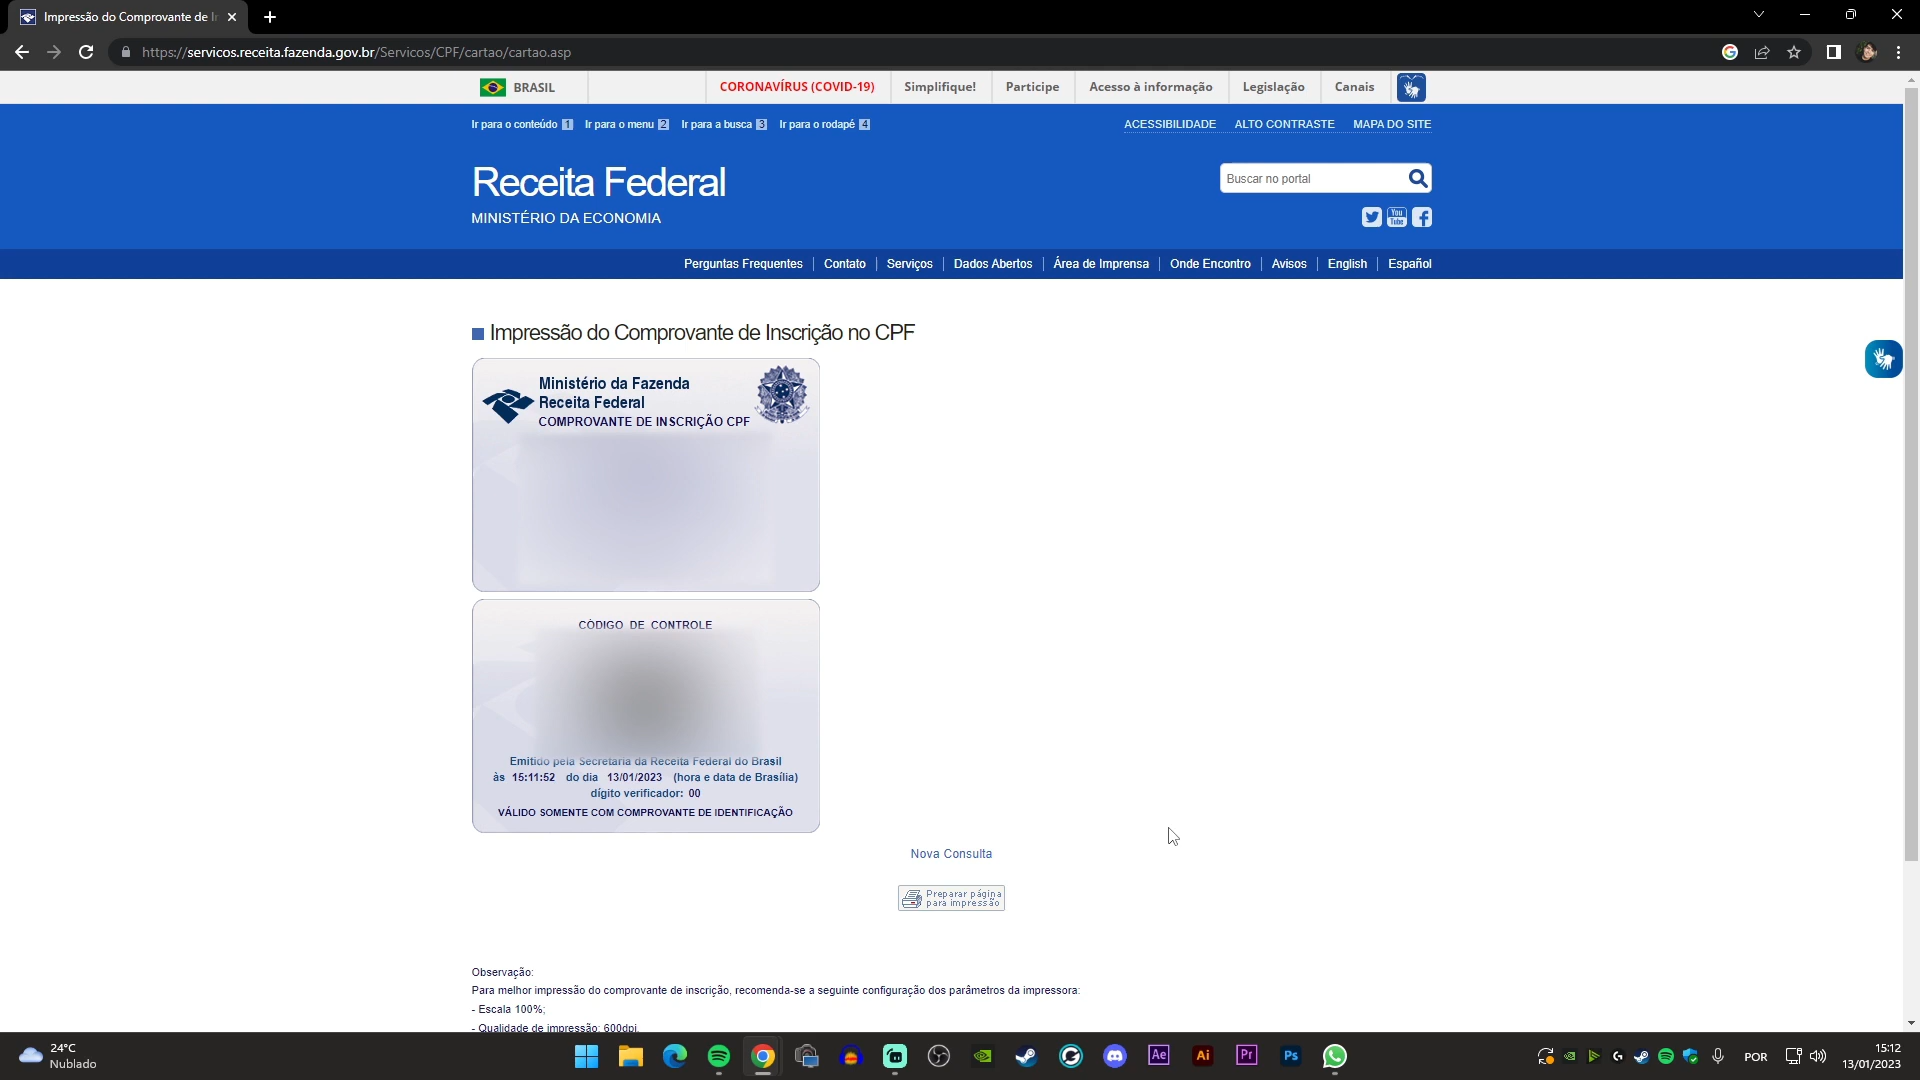 Impressão do Comprovante de I
https://servicos.receita.fazenda.gov.br/Servicos/CPF/cartao/cartao.asp
BRASIL
CORONAVÍRUS (COVID-19)
Simplifique!
Participe
Acesso à informação
Legislação
Canais
Ir para o conteúdo 1
Ir para o menu 2
Ir para a busca 3
Ir para o rodapé 4
ACESSIBILIDADE
ALTO CONTRASTE
MAPA DO SITE
Receita Federal
Buscar no portal
MINISTÉRIO DA ECONOMIA
You Tube
Perguntas Frequentes
Contato
Serviços
Dados Abertos
Área de Imprensa
Onde Encontro
Avisos
English
Español
Impressão do Comprovante de Inscrição no CPF
Ministério da Fazenda
Receita Federal
COMPROVANTE DE INSCRIÇÃO CPF
CÓDIGO DE CONTROLE
Emitido pela Secretaria da Receita Federal do Brasil
às 15:11:52 do dia 13/01/2023 (hora e data de Brasília)
dígito verificador: 00
VÁLIDO SOMENTE COM COMPROVANTE DE IDENTIFICAÇÃO
Nova Consulta
Preparar página
para impressão
Observação:
Para melhor impressão do comprovante de inscrição, recomenda-se a seguinte configuração dos parâmetros da impressora:
- Escala 100%;
- Qualidade de impressão: 600dpi.
24°C
Nublado
Ae
Ai
Pr
Ps
POR
15:12
13/01/2023